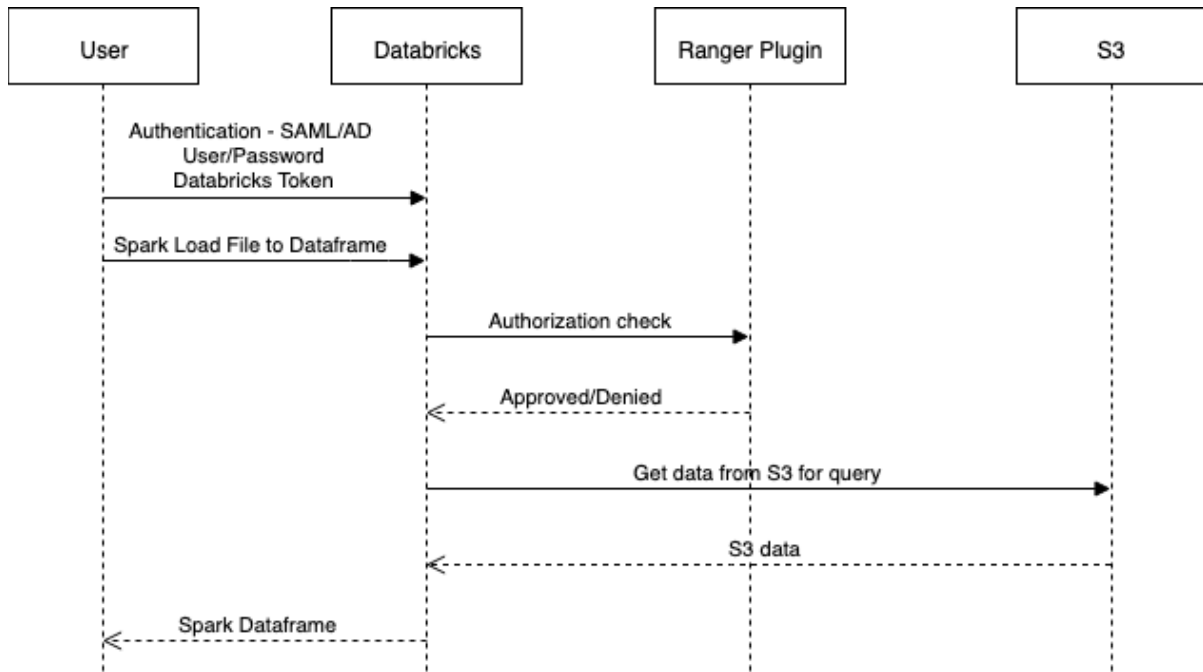 User
Databricks
Ranger Plugin
S3
Authentication - SAML/AD
User/Password
Databricks Token
Spark Load File to Dataframe
Authorization check
Approved/Denied
Get data from S3 for query
S3 data
Spark Dataframe